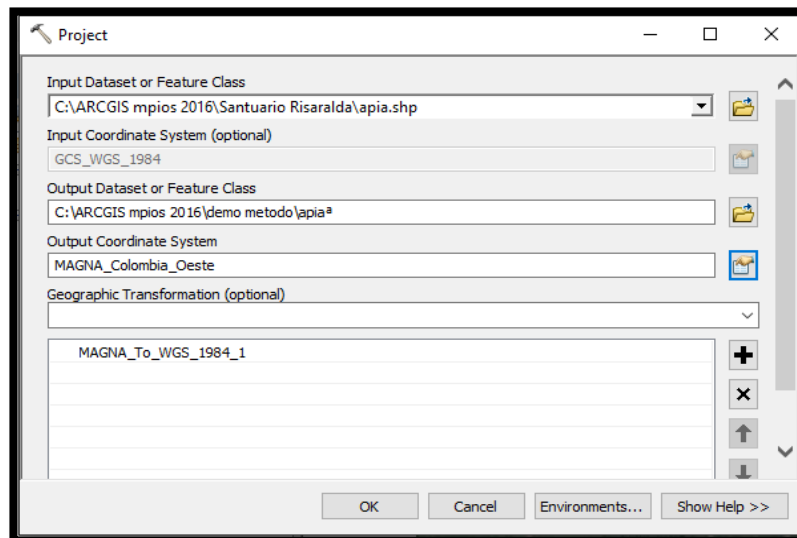 Project
Input Dataset or Feature Class
C:\ARCGIS mpios 2016\Santuario Risaralda\apia.shp
Input Coordinate System (optional)
GCS_WGS_1984
Output Dataset or Feature Class
C:\ARCGIS mpios 2016\demo metodo\apiaª
Output Coordinate System
MAGNA_Colombia_Oeste
Geographic Transformation (optional)
MAGNA_To_WGS_1984_1
OK Cancel Environments... Show Help >>